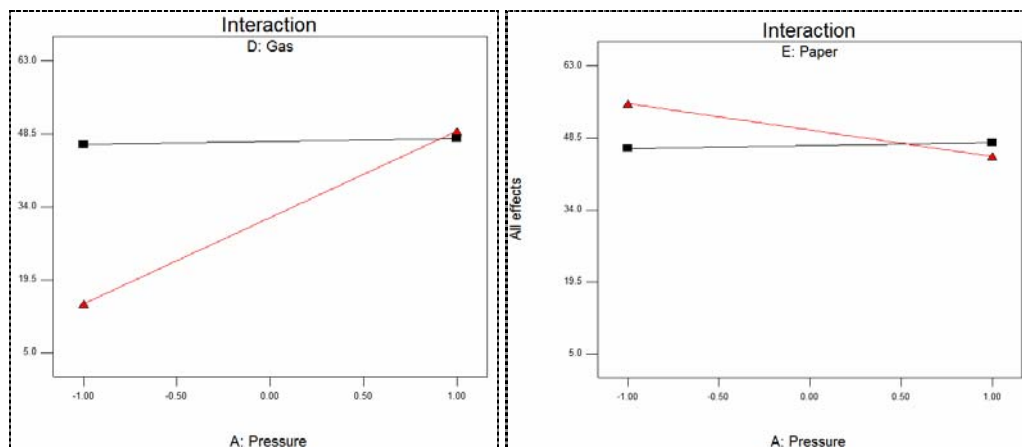 Interaction
D: Gas
63.0
48.5
34.0
19.5
5.0
-1.00
-0.50
0.00
0.50
1.00
A: Pressure
Interaction
E: Paper
All effects
63.0
48.5
34.0
19.5
5.0
-1.00
-0.50
0.00
0.50
1.00
A: Pressure